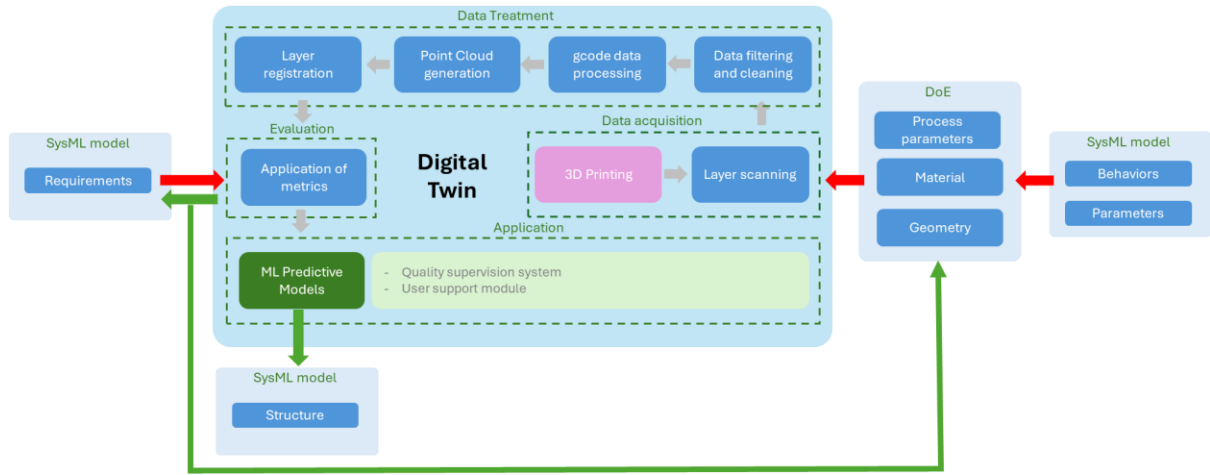 Data Treatment
Layer
registration
Point Cloud
generation
gcode data
processing
Data filtering
and cleaning
DoE
Process
parameters
Material
Geometry
SysML model
Requirements
Evaluation
Application of
metrics
Digital
Twin
Data acquisition
3D Printing
Layer scanning
SysML model
Behaviors
Parameters
Application
ML Predictive
Models
- Quality supervision system
- User support module
SysML model
Structure